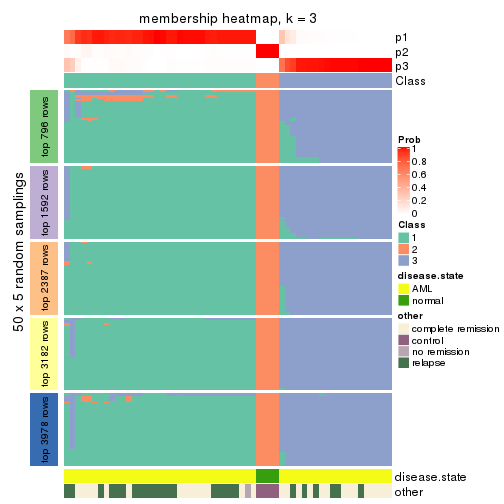 membership heatmap, k = 3
p1
p2
p3
Class
50 x 5 random samplings
top 796 rows
top 1592 rows
top 2387 rows
top 3182 rows
top 3978 rows
Prob
1
0.8
0.6
0.4
0.2
0
Class
1
2
3
disease.state
AML
normal
other
complete remission
control
no remission
relapse
disease.state
other